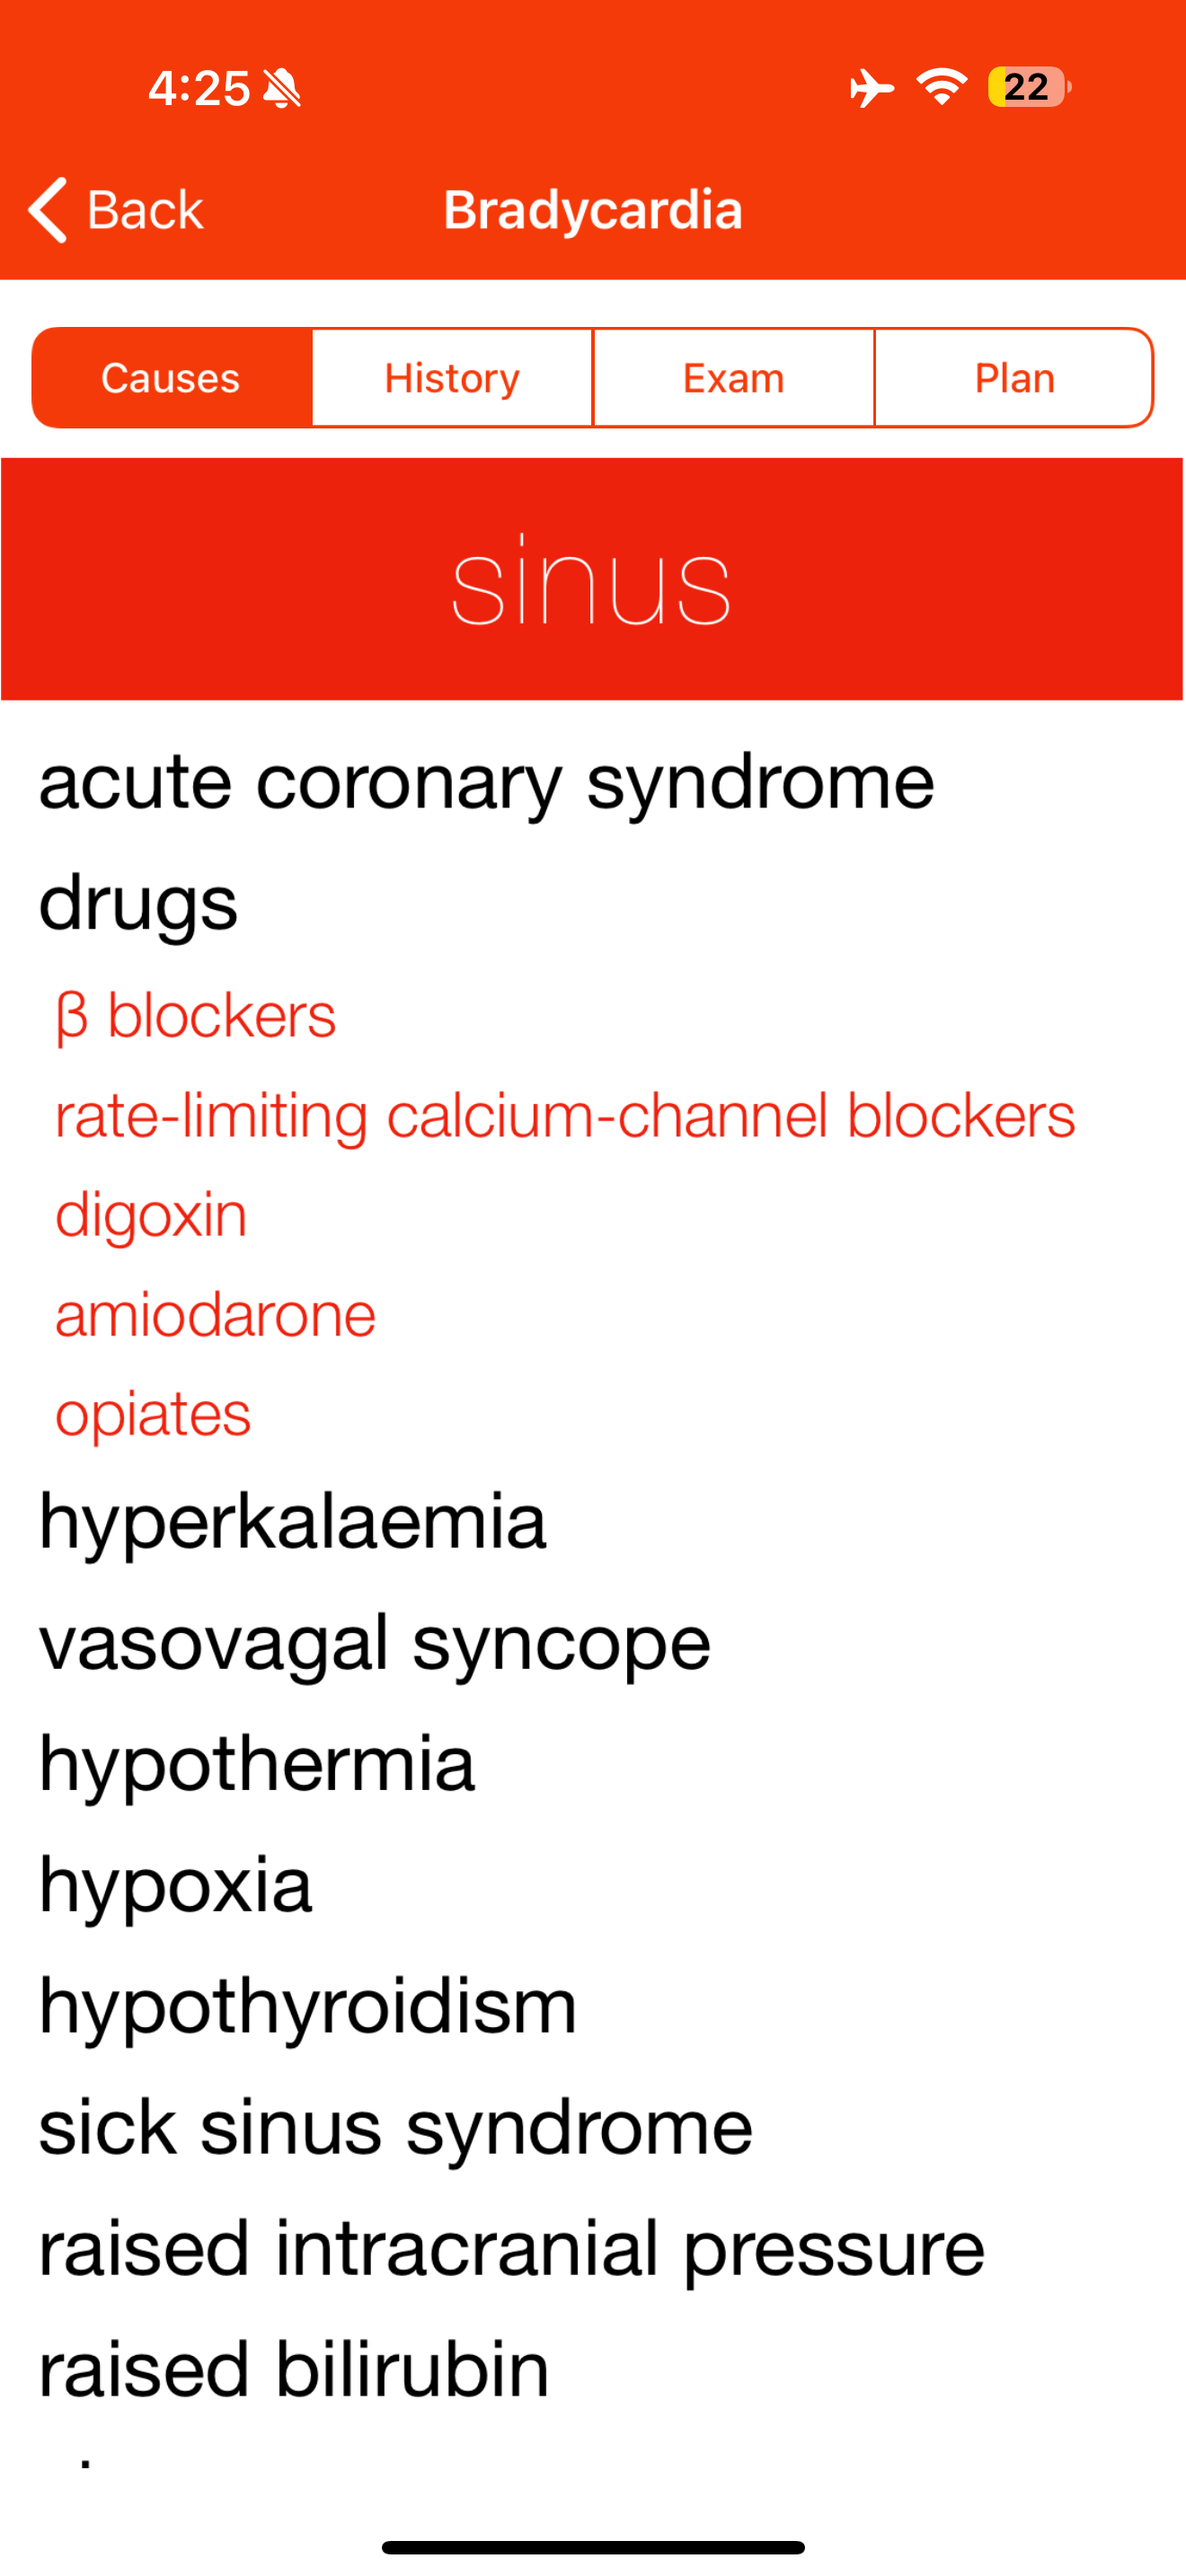 4:25
22
Back
Bradycardia
Causes
History
Exam
Plan
sinus
acute coronary syndrome
drugs
β blockers
rate-limiting calcium-channel blockers
digoxin
amiodarone
opiates
hyperkalaemia
vasovagal syncope
hypothermia
hypoxia
hypothyroidism
sick sinus syndrome
raised intracranial pressure
raised bilirubin